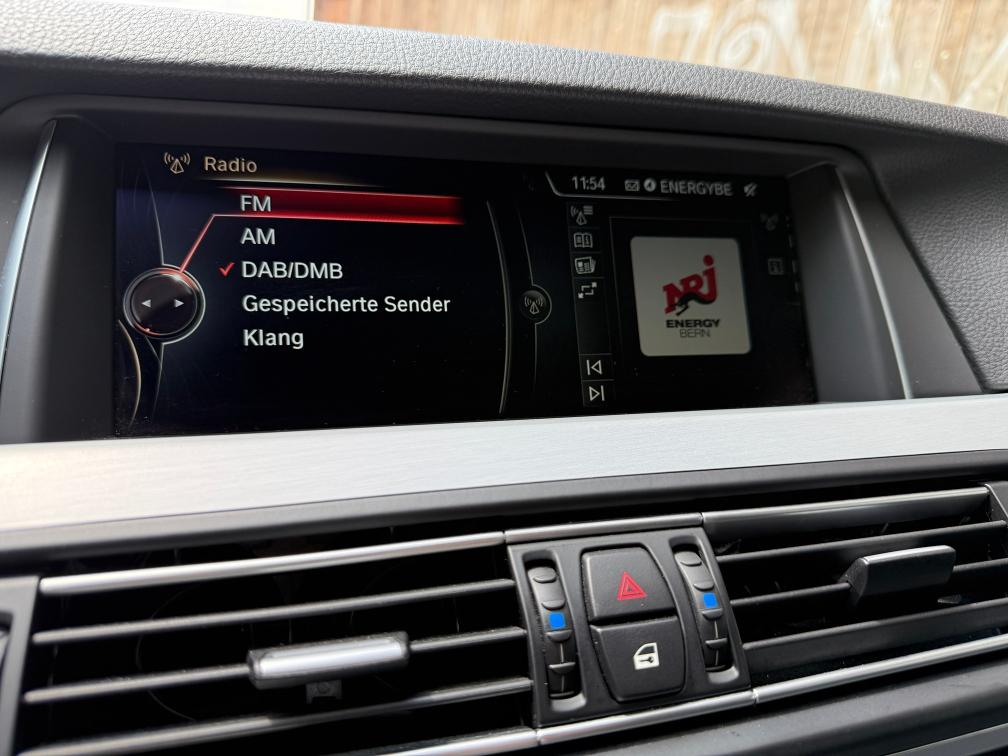 Radio
FM
AM
DAB/DMB
Gespeicherte Sender
Klang
11:54 ENERGYBE
NRJ
ENERGY
BERN